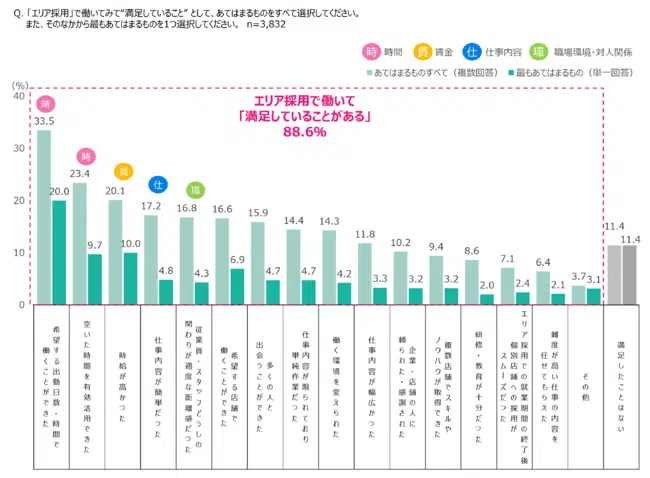 Q. 「エリア採用」で働いてみて"満足していること"として、あてはまるものをすべて選択してください。
また、そのなかから最もあてはまるものを1つ選択してください。 n=3,832
時 時間 賃 賃金 仕 仕事内容 環 職場環境・対人関係
■あてはまるものすべて（複数回答） ■最もあてはまるもの（単一回答）
(%)
40
30
20
10
0
エリア採用で働いて
「満足していることがある」
88.6%
時
時
賃
仕
環
33.5 20.0
23.4 9.7
20.1 10.0
17.2 4.8
16.8 4.3
16.6 6.9
15.9 4.7
14.4 4.7
14.3 4.2
11.8 3.3
10.2 3.2
9.4 3.2
8.6 2.0
7.1 2.4
6.4 2.1
3.7 3.1
11.4 11.4
希望する出勤日数・時間で
働くことができた
空いた時間を有効活用できた
時給が高かった
仕事内容が簡単だった
従業員・スタッフどうしの
関わりが適度な距離感だった
希望する店舗で
働くことができた
多くの人と
出会うことができた
仕事内容が限られており
単純作業だった
働く環境を変えられた
仕事内容が幅広かった
企業・店舗の人に
頼られた・感謝された
複数店舗でスキルや
ノウハウが取得できた
研修・教育が十分だった
エリア採用での就業期間の終了後
個別店舗への採用が
スムーズだった
難度が高い仕事の内容を
任せてもらえた
その他
満足したことはない